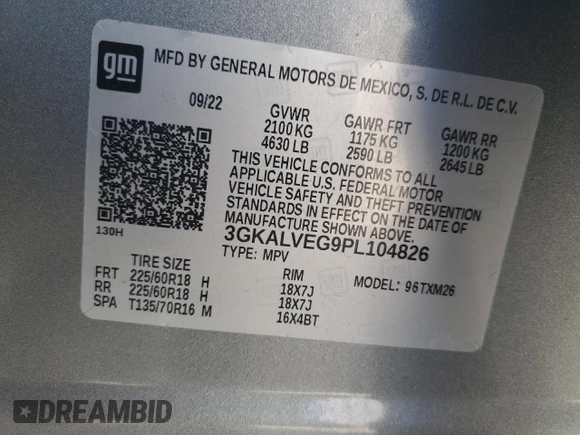 gm
MFD BY GENERAL MOTORS DE MEXICO, S. DE R.L. DE C.V.
09/22
GVWR
2100 KG
4630 LB
GAWR FRT
1175 KG
2590 LB
GAWR RR
1200 KG
2645 LB
THIS VEHICLE CONFORMS TO ALL
APPLICABLE U.S. FEDERAL MOTOR
VEHICLE SAFETY AND THEFT PREVENTION
STANDARDS IN EFFECT ON THE DATE OF
MANUFACTURE SHOWN ABOVE.
3GKALVEG9PL104826
130H
TYPE: MPV
MODEL: 96TXM26
TIRE SIZE RIM
FRT 225/60R18 H 18X7J
RR 225/60R18 H 18X7J
SPA T135/70R16 M 16X4BT
DREAMBID